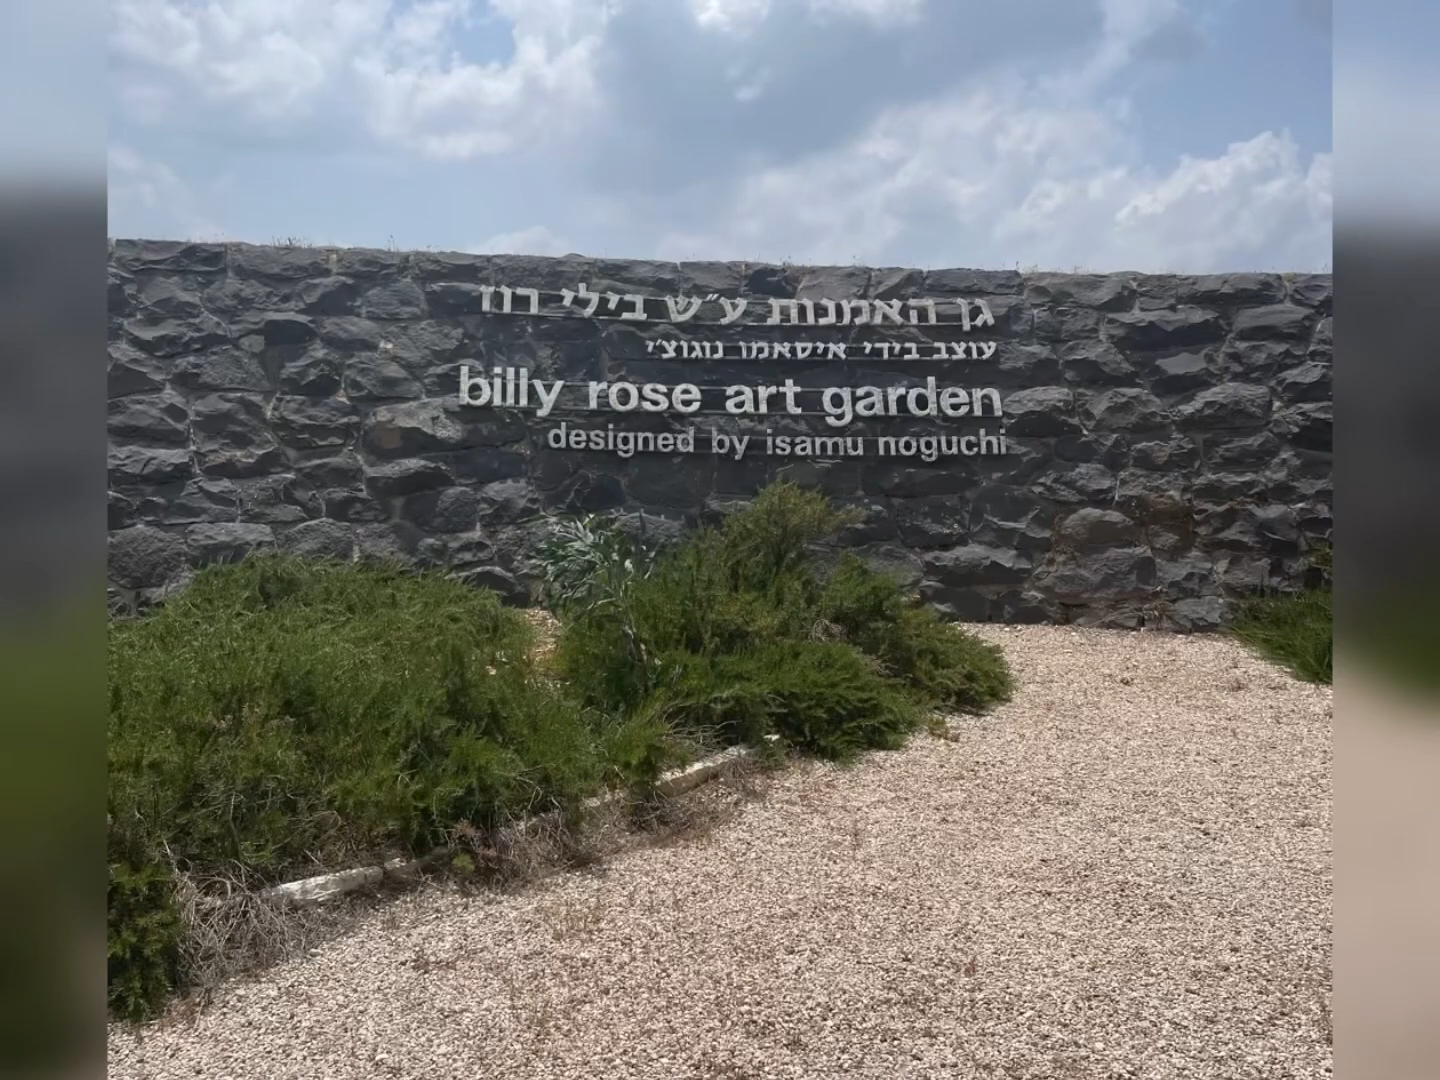 גן האמנות ע״ש בילי רוז
עוצב בידי איסאמו נוגוצ׳י
billy rose art garden
designed by isamu noguchi